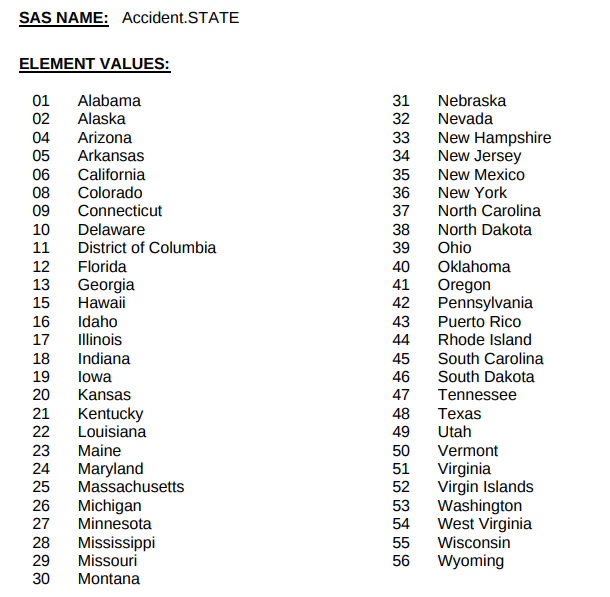 SAS NAME: Accident.STATE
ELEMENT VALUES:
01 Alabama
02 Alaska
04 Arizona
05 Arkansas
06 California
08 Colorado
09 Connecticut
10 Delaware
11 District of Columbia
12 Florida
13 Georgia
15 Hawaii
16 Idaho
17 Illinois
18 Indiana
19 Iowa
20 Kansas
21 Kentucky
22 Louisiana
23 Maine
24 Maryland
25 Massachusetts
26 Michigan
27 Minnesota
28 Mississippi
29 Missouri
30 Montana
31 Nebraska
32 Nevada
33 New Hampshire
34 New Jersey
35 New Mexico
36 New York
37 North Carolina
38 North Dakota
39 Ohio
40 Oklahoma
41 Oregon
42 Pennsylvania
43 Puerto Rico
44 Rhode Island
45 South Carolina
46 South Dakota
47 Tennessee
48 Texas
49 Utah
50 Vermont
51 Virginia
52 Virgin Islands
53 Washington
54 West Virginia
55 Wisconsin
56 Wyoming